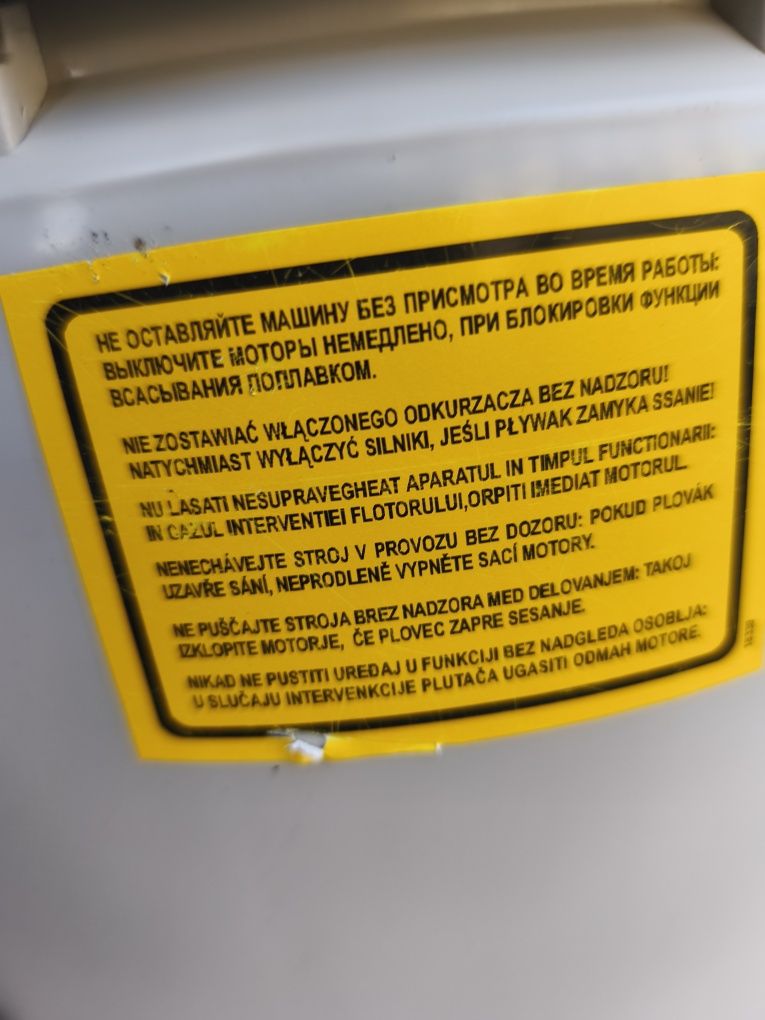 НЕ ОСТАВЛЯЙТЕ МАШИНУ БЕЗ ПРИСМОТРА ВО ВРЕМЯ РАБОТЫ:
ВЫКЛЮЧИТЕ МОТОРЫ НЕМЕДЛЕНО, ПРИ БЛОКИРОВКИ ФУНКЦИИ
ВСАСЫВАНИЯ ПОПЛАВКОМ.
NIE ZOSTAWIAĆ WŁĄCZONEGO ODKURZACZA BEZ NADZORU!
NATYCHMIAST WYŁĄCZYĆ SILNIKI, JEŚLI PŁYWAK ZAMYKA SSANIE!
NU LASATI NESUPRAVEGHEAT APARATUL IN TIMPUL FUNCTIONARII:
IN CAZUL INTERVENTIEI FLOTORULUI,ORPITI IMEDIAT MOTORUL.
NENECHÁVEJTE STROJ V PROVOZU BEZ DOZORU: POKUD PLOVÁK
UZAVŘE SÁNÍ, NEPRODLENĚ VYPNĚTE SACÍ MOTORY.
NE PUŠČAJTE STROJA BREZ NADZORA MED DELOVANJEM: TAKOJ
IZKLOPITE MOTORJE, ČE PLOVEC ZAPRE SESANJE.
NIKAD NE PUSTITI UREĐAJ U FUNKCIJI BEZ NADGLEDA OSOBLJA:
U SLUČAJU INTERVENKCIJE PLUTAČA UGASITI ODMAH MOTORE.